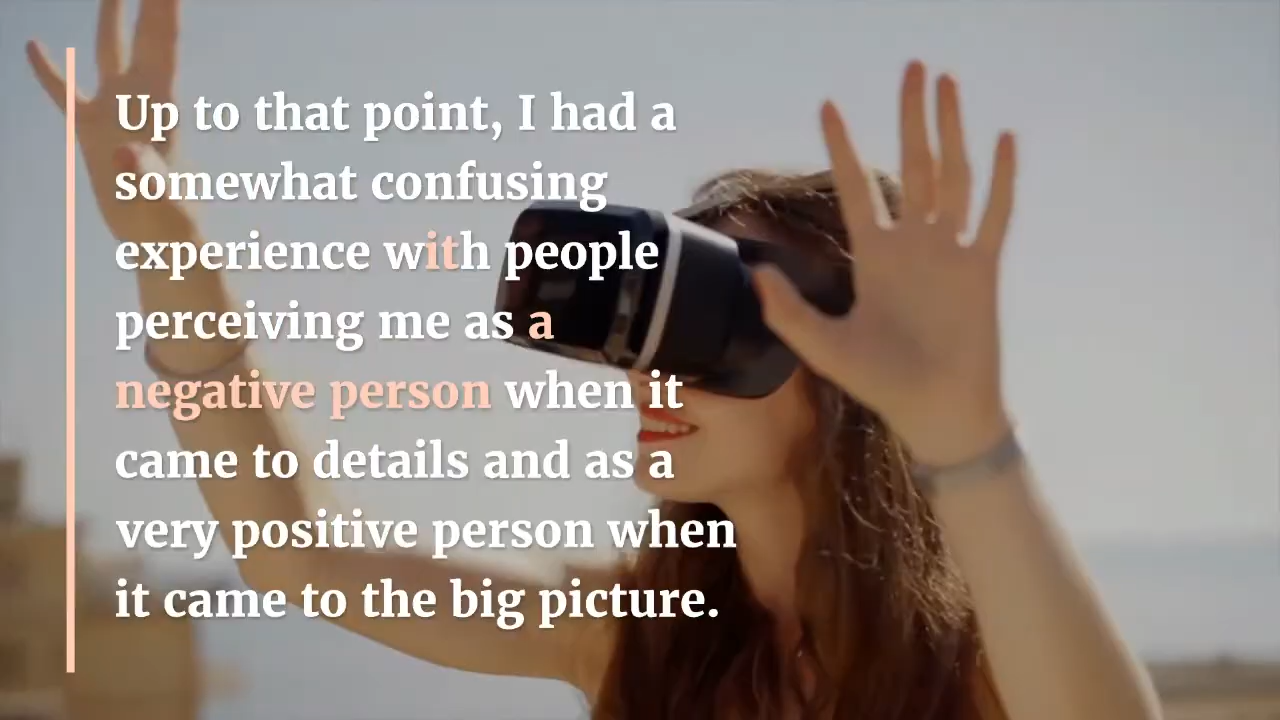 Up to that point, I had a
somewhat confusing
experience with people
perceiving me as a
negative person when it
came to details and as a
very positive person when
it came to the big picture.